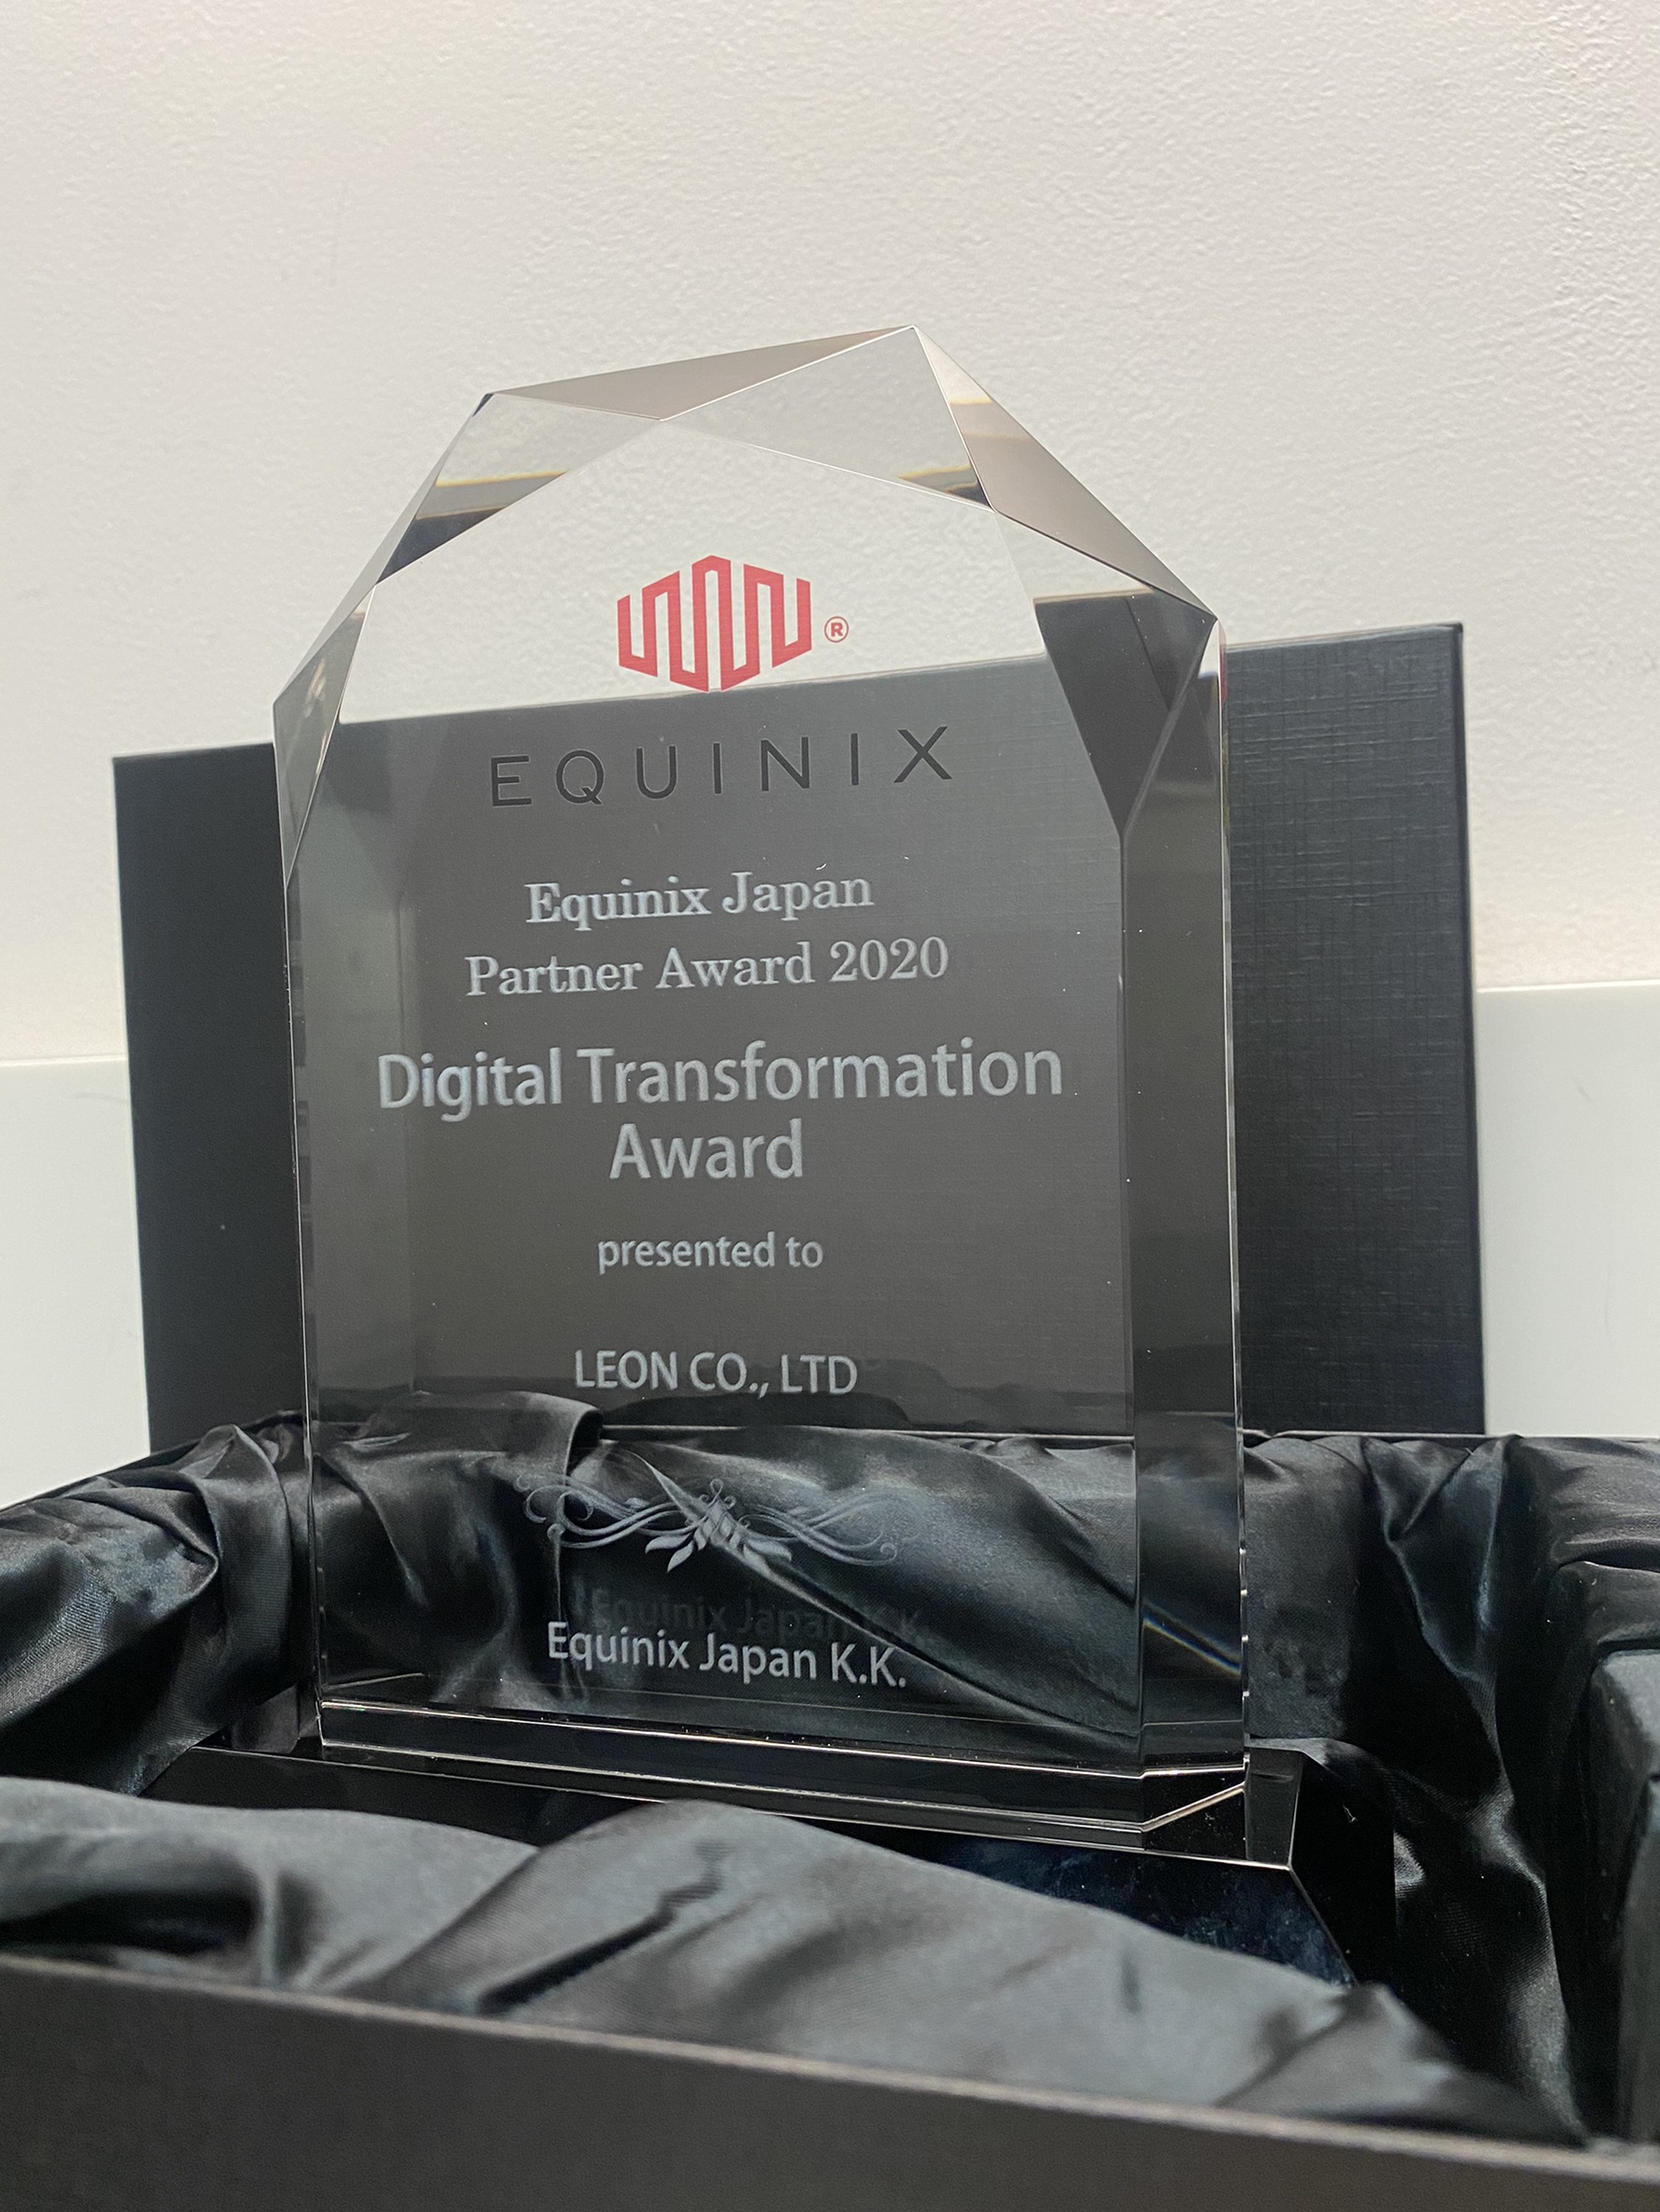 ®
EQUINIX
Equinix Japan
Partner Award 2020
Digital Transformation
Award
presented to
LEON CO., LTD
Equinix Japan K.K.